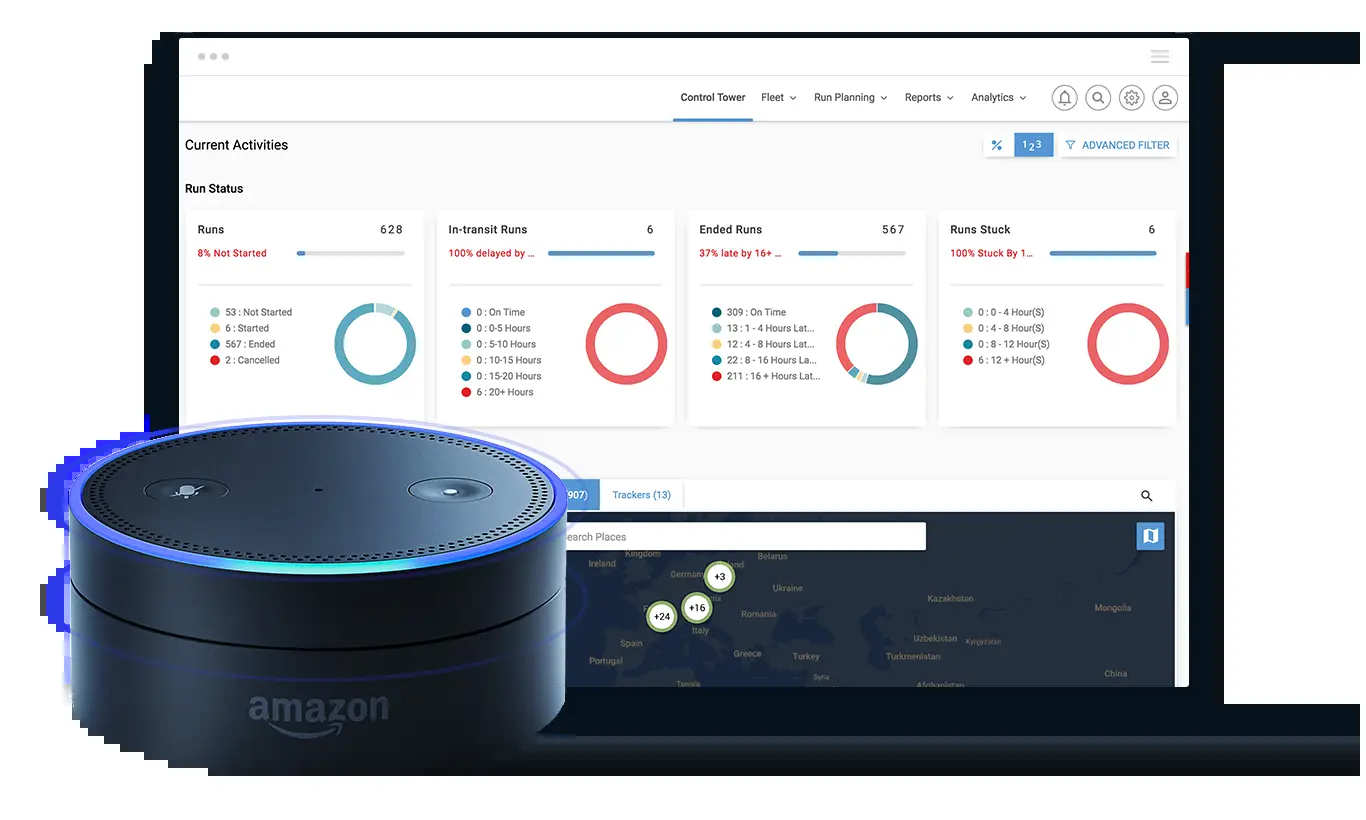 Control Tower
Fleet
Run Planning
Reports
Analytics
Current Activities
%
123
ADVANCED FILTER
Run Status
Runs 628
8% Not Started
53 : Not Started
6 : Started
567 : Ended
2 : Cancelled
In-transit Runs 6
100% delayed by ...
0 : On Time
0 : 0-5 Hours
0 : 5-10 Hours
0 : 10-15 Hours
0 : 15-20 Hours
6 : 20+ Hours
Ended Runs 567
37% late by 16+ ...
309 : On Time
13 : 1 - 4 Hours Lat...
12 : 4 - 8 Hours Lat...
22 : 8 - 16 Hours La...
211 : 16 + Hours Lat...
Runs Stuck 6
100% Stuck By 1...
0 : 0 - 4 Hour(S)
0 : 4 - 8 Hour(S)
0 : 8 - 12 Hour(S)
6 : 12 + Hour(S)
907)
Trackers (13)
earch Places
Kingdom
Ireland
Belarus
Germany
+3
land
Ukraine
Kazakhstan
Mongolia
+24
+16
Romania
Italy
Spain
Uzbekistan
Kyrgyzstan
Portugal
Greece
Turkey
Turkmenistan
China
Tunisia
Syria
Afghanistan
amazon